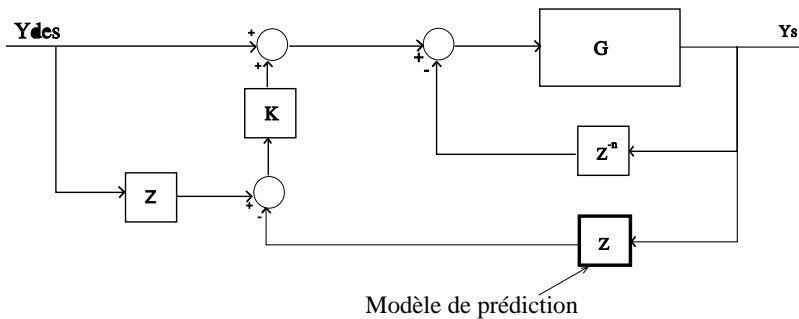 Ydes
+
+
+
-
G
Ys
K
z⁻ⁿ
Z
+
-
z
Modèle de prédiction